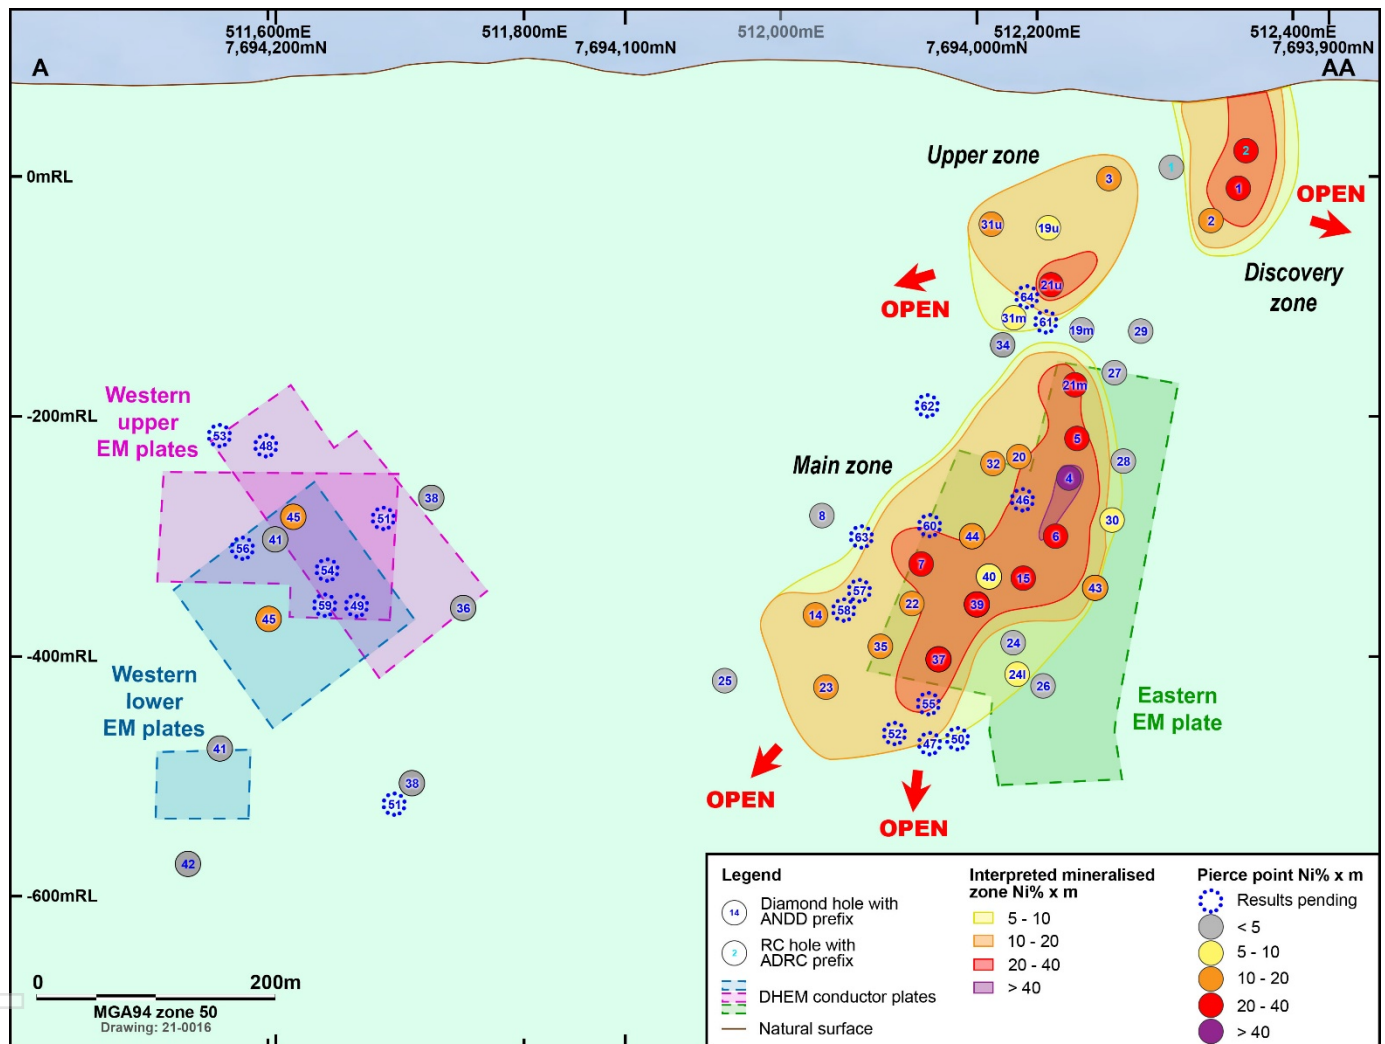 511,600mE
511,800mE
512,000mE
512,200mE
512,400mE
7,694,200mN
7,694,100mN
7,694,000mN
7,693,900mN
A
AA
Upper zone
0mRL
3
1
2
1
2
OPEN
31u
19u
Discovery
zone
21u
64
OPEN
31m
61
19m
29
34
27
21m
Western
upper
EM plates
62
-200mRL
53
48
5
20
32
28
Main zone
4
38
46
45
51
8
60
30
41
63
44
6
56
7
54
40
15
57
43
59
49
36
22
39
58
14
45
35
24
-400mRL
37
24l
Western
lower
EM plates
25
23
26
55
Eastern
EM plate
52
47
50
41
38
51
OPEN
OPEN
42
-600mRL
Legend
14
Diamond hole with
ANDD prefix
2
RC hole with
ADRC prefix
DHEM conductor plates
Natural surface
Interpreted mineralised
zone Ni% x m
5 - 10
10 - 20
20 - 40
> 40
Pierce point Ni% x m
Results pending
< 5
5 - 10
10 - 20
20 - 40
> 40
0
200m
MGA94 zone 50
Drawing: 21-0016